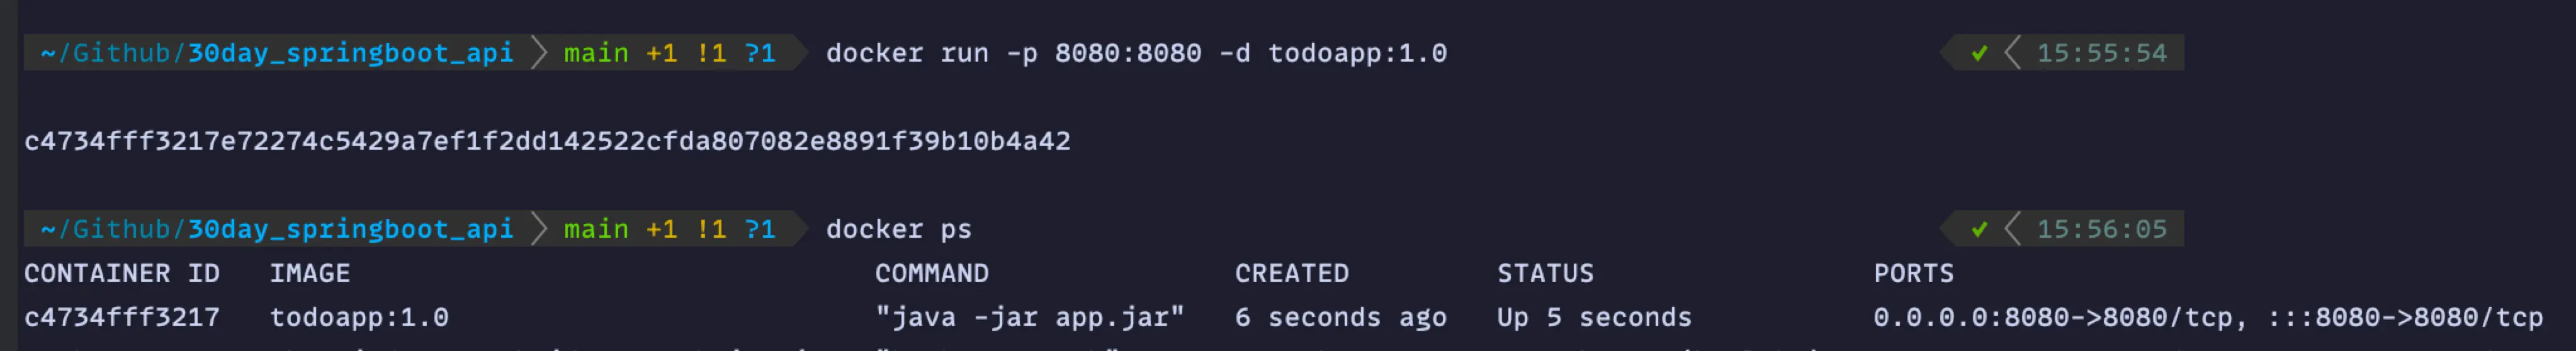 ~/Github/30day_springboot_api main +1 !1 ?1 docker run -p 8080:8080 -d todoapp:1.0 ✔ 15:55:54
c4734fff3217e72274c5429a7ef1f2dd142522cfda807082e8891f39b10b4a42
~/Github/30day_springboot_api main +1 !1 ?1 docker ps ✔ 15:56:05
CONTAINER ID IMAGE COMMAND CREATED STATUS PORTS
c4734fff3217 todoapp:1.0 "java -jar app.jar" 6 seconds ago Up 5 seconds 0.0.0.0:8080->8080/tcp, :::8080->8080/tcp